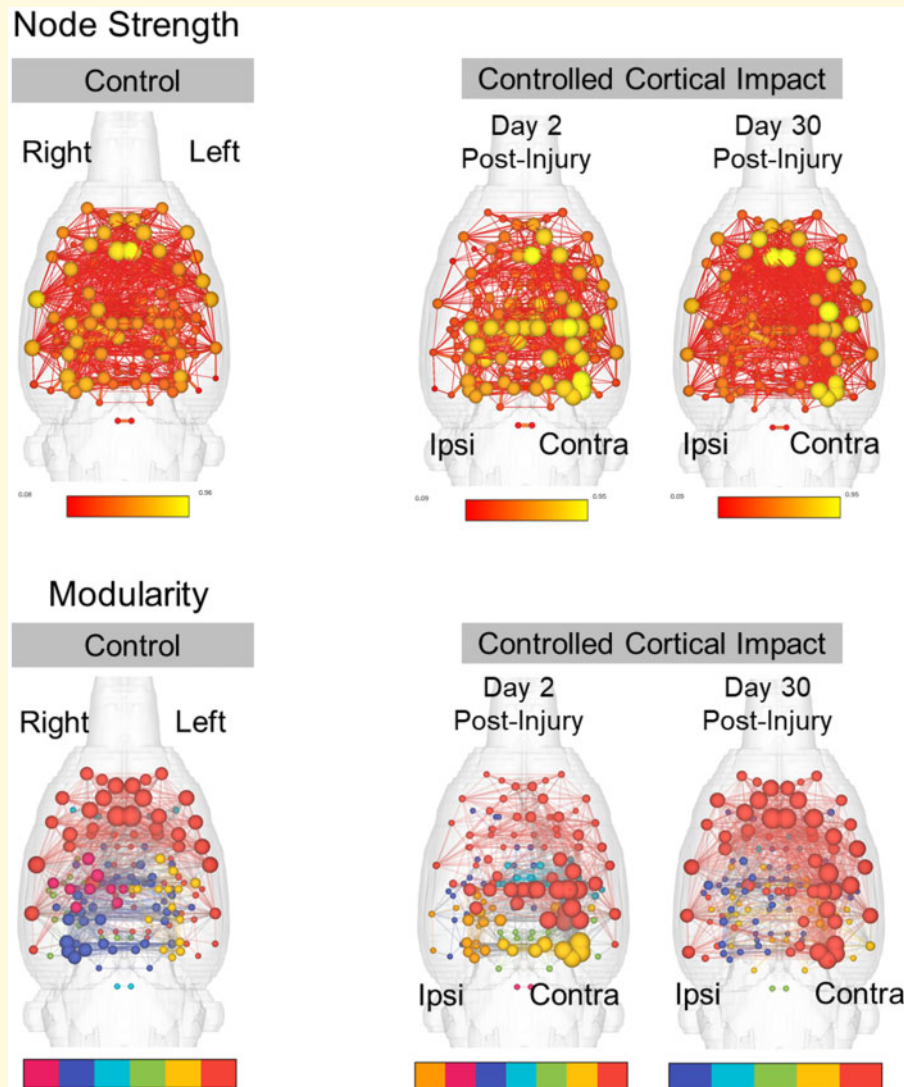 Node Strength
Control
Controlled Cortical Impact
Right Left
Day 2
Post-Injury
Day 30
Post-Injury
Ipsi Contra
Ipsi Contra
0.08 0.96
0.09 0.95
0.09 0.95
Modularity
Control
Controlled Cortical Impact
Right Left
Day 2
Post-Injury
Day 30
Post-Injury
Ipsi Contra
Ipsi Contra